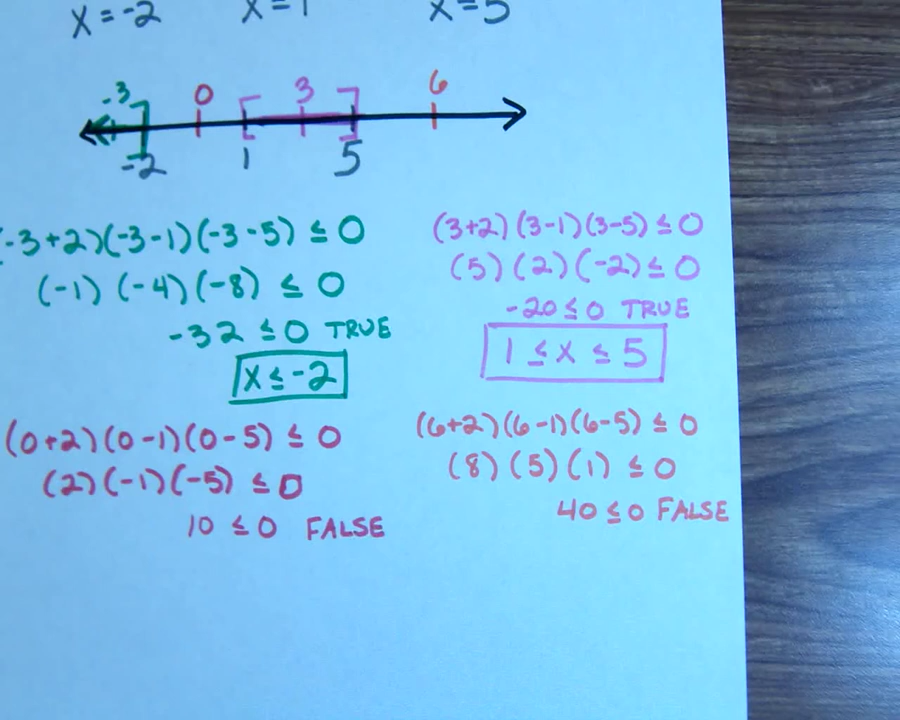 x = -2 x = 1 x = 5
-3 0 3 6
-2 1 5
(-3+2)(-3-1)(-3-5) ≤ 0
(-1) (-4)(-8) ≤ 0
-32 ≤ 0 TRUE
x ≤ -2
(3+2)(3-1)(3-5) ≤ 0
(5)(2)(-2) ≤ 0
-20 ≤ 0 TRUE
1 ≤ x ≤ 5
(0+2)(0-1)(0-5) ≤ 0
(2)(-1)(-5) ≤ 0
10 ≤ 0 FALSE
(6+2)(6-1)(6-5) ≤ 0
(8)(5)(1) ≤ 0
40 ≤ 0 FALSE